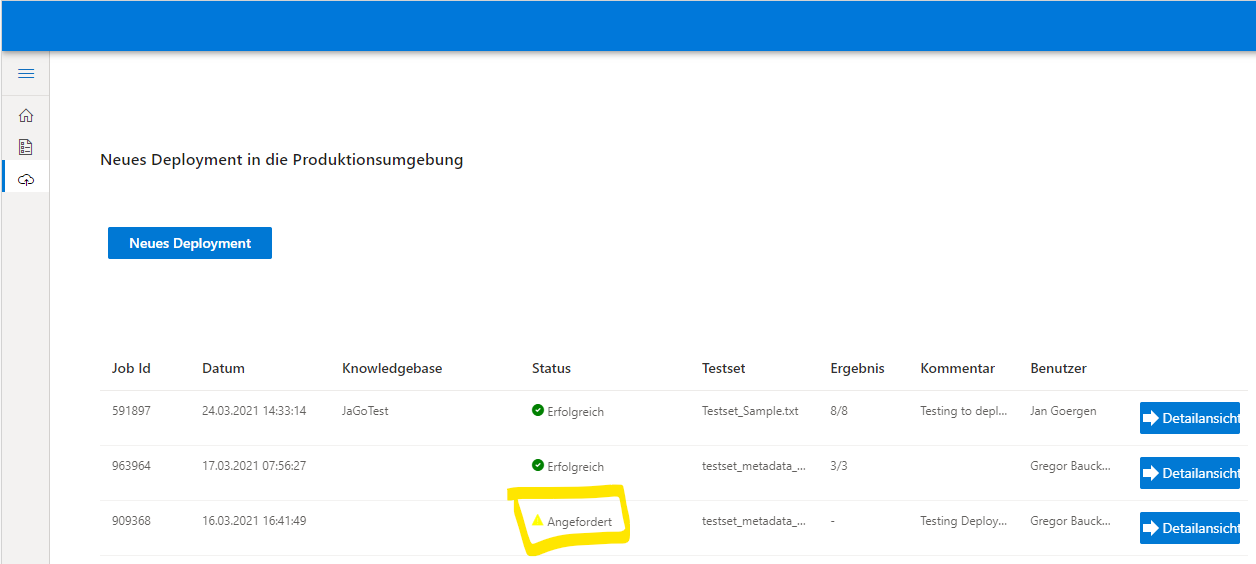 Neues Deployment in die Produktionsumgebung
Neues Deployment
Job Id Datum Knowledgebase Status Testset Ergebnis Kommentar Benutzer
591897 24.03.2021 14:33:14 JaGoTest Erfolgreich Testset_Sample.txt 8/8 Testing to depl... Jan Goergen Detailansicht
963964 17.03.2021 07:56:27 Erfolgreich testset_metadata_... 3/3 Gregor Bauck... Detailansicht
909368 16.03.2021 16:41:49 Angefordert testset_metadata_... - Testing Deploy... Gregor Bauck... Detailansicht